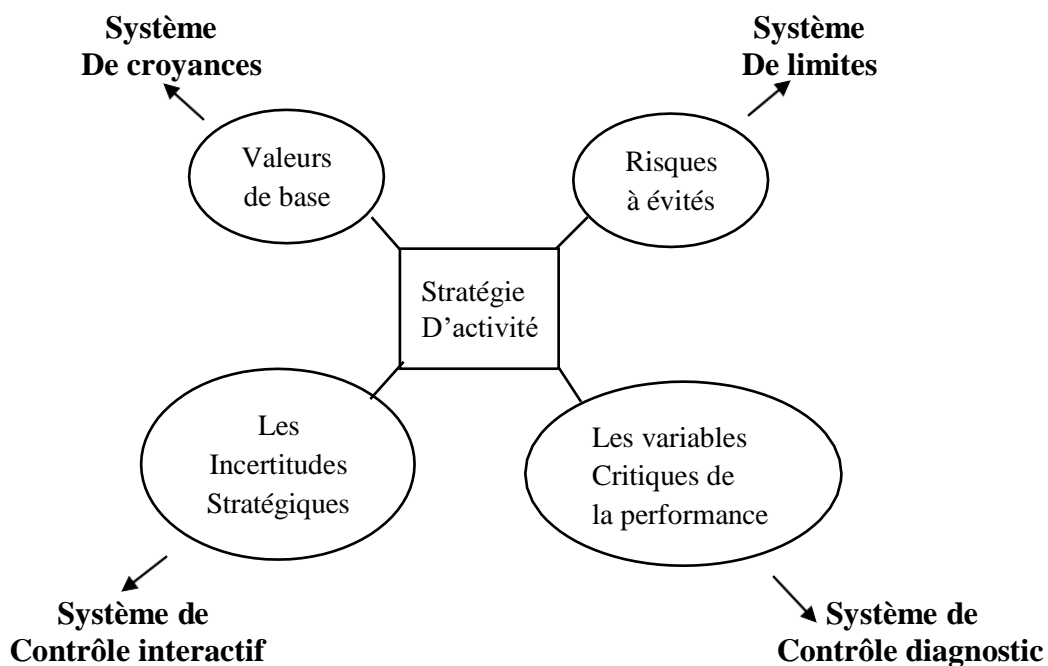 Système
De croyances
Système
De limites
Valeurs
de base
Risques
à évités
Stratégie
D’activité
Les
Incertitudes
Stratégiques
Les variables
Critiques de
la performance
Système de
Contrôle interactif
Système de
Contrôle diagnostic